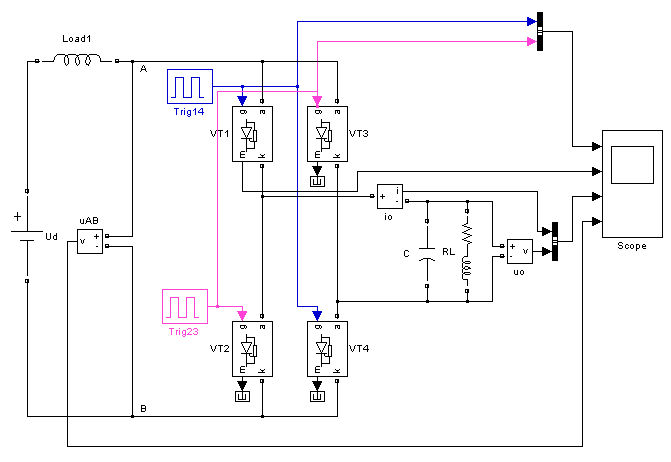 Load1
A
Trig14
g a
VT1
m k
g a
VT3
m k
+
Ud
uAB
v + -
+ i -
io
C
RL
+ - v
uo
Scope
Trig23
g a
VT2
m k
g a
VT4
m k
B